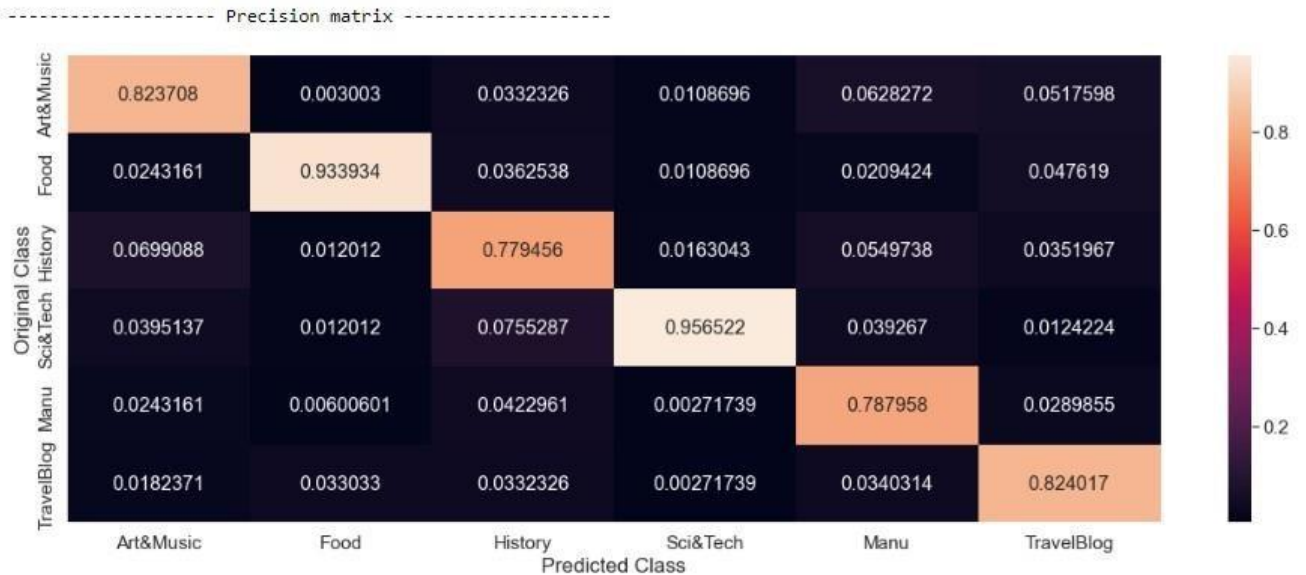 -------------------- Precision matrix --------------------
Art&Music 0.823708 0.003003 0.0332326 0.0108696 0.0628272 0.0517598
Food 0.0243161 0.933934 0.0362538 0.0108696 0.0209424 0.047619
History 0.0699088 0.012012 0.779456 0.0163043 0.0549738 0.0351967
Sci&Tech 0.0395137 0.012012 0.0755287 0.956522 0.039267 0.0124224
Manu 0.0243161 0.00600601 0.0422961 0.00271739 0.787958 0.0289855
TravelBlog 0.0182371 0.033033 0.0332326 0.00271739 0.0340314 0.824017
Original Class
Art&Music Food History Sci&Tech Manu TravelBlog
Predicted Class
0.8
0.6
0.4
0.2